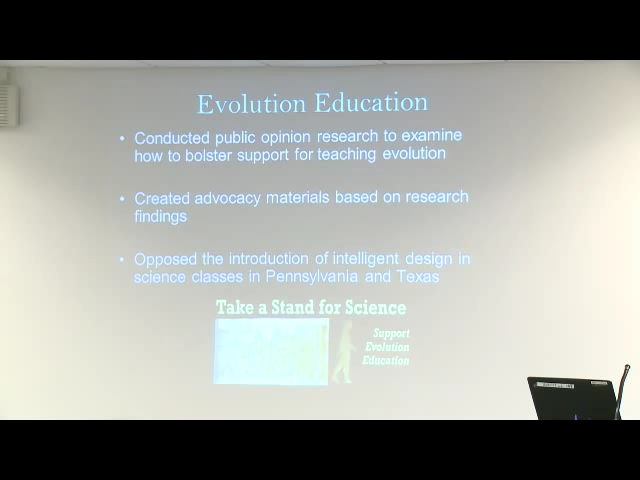 Evolution Education
• Conducted public opinion research to examine
how to bolster support for teaching evolution
• Created advocacy materials based on research
findings
• Opposed the introduction of intelligent design in
science classes in Pennsylvania and Texas
Take a Stand for Science
Support
Evolution
Education